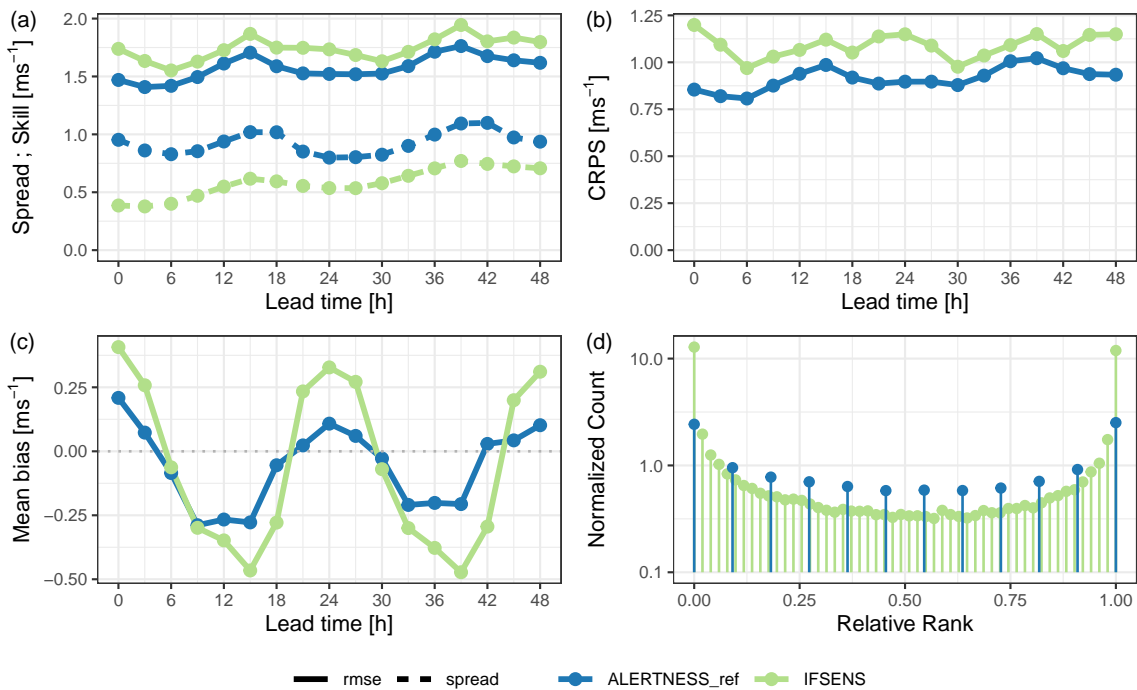 (a)
Spread ; Skill [ms⁻¹]
2.0
1.5
1.0
0.5
0.0
0 6 12 18 24 30 36 42 48
Lead time [h]
(b)
CRPS [ms⁻¹]
1.25
1.00
0.75
0.50
0.25
0.00
0 6 12 18 24 30 36 42 48
Lead time [h]
(c)
Mean bias [ms⁻¹]
0.25
0.00
−0.25
−0.50
0 6 12 18 24 30 36 42 48
Lead time [h]
(d)
Normalized Count
10.0
1.0
0.1
0.00 0.25 0.50 0.75 1.00
Relative Rank
rmse spread ALERTNESS_ref IFSENS